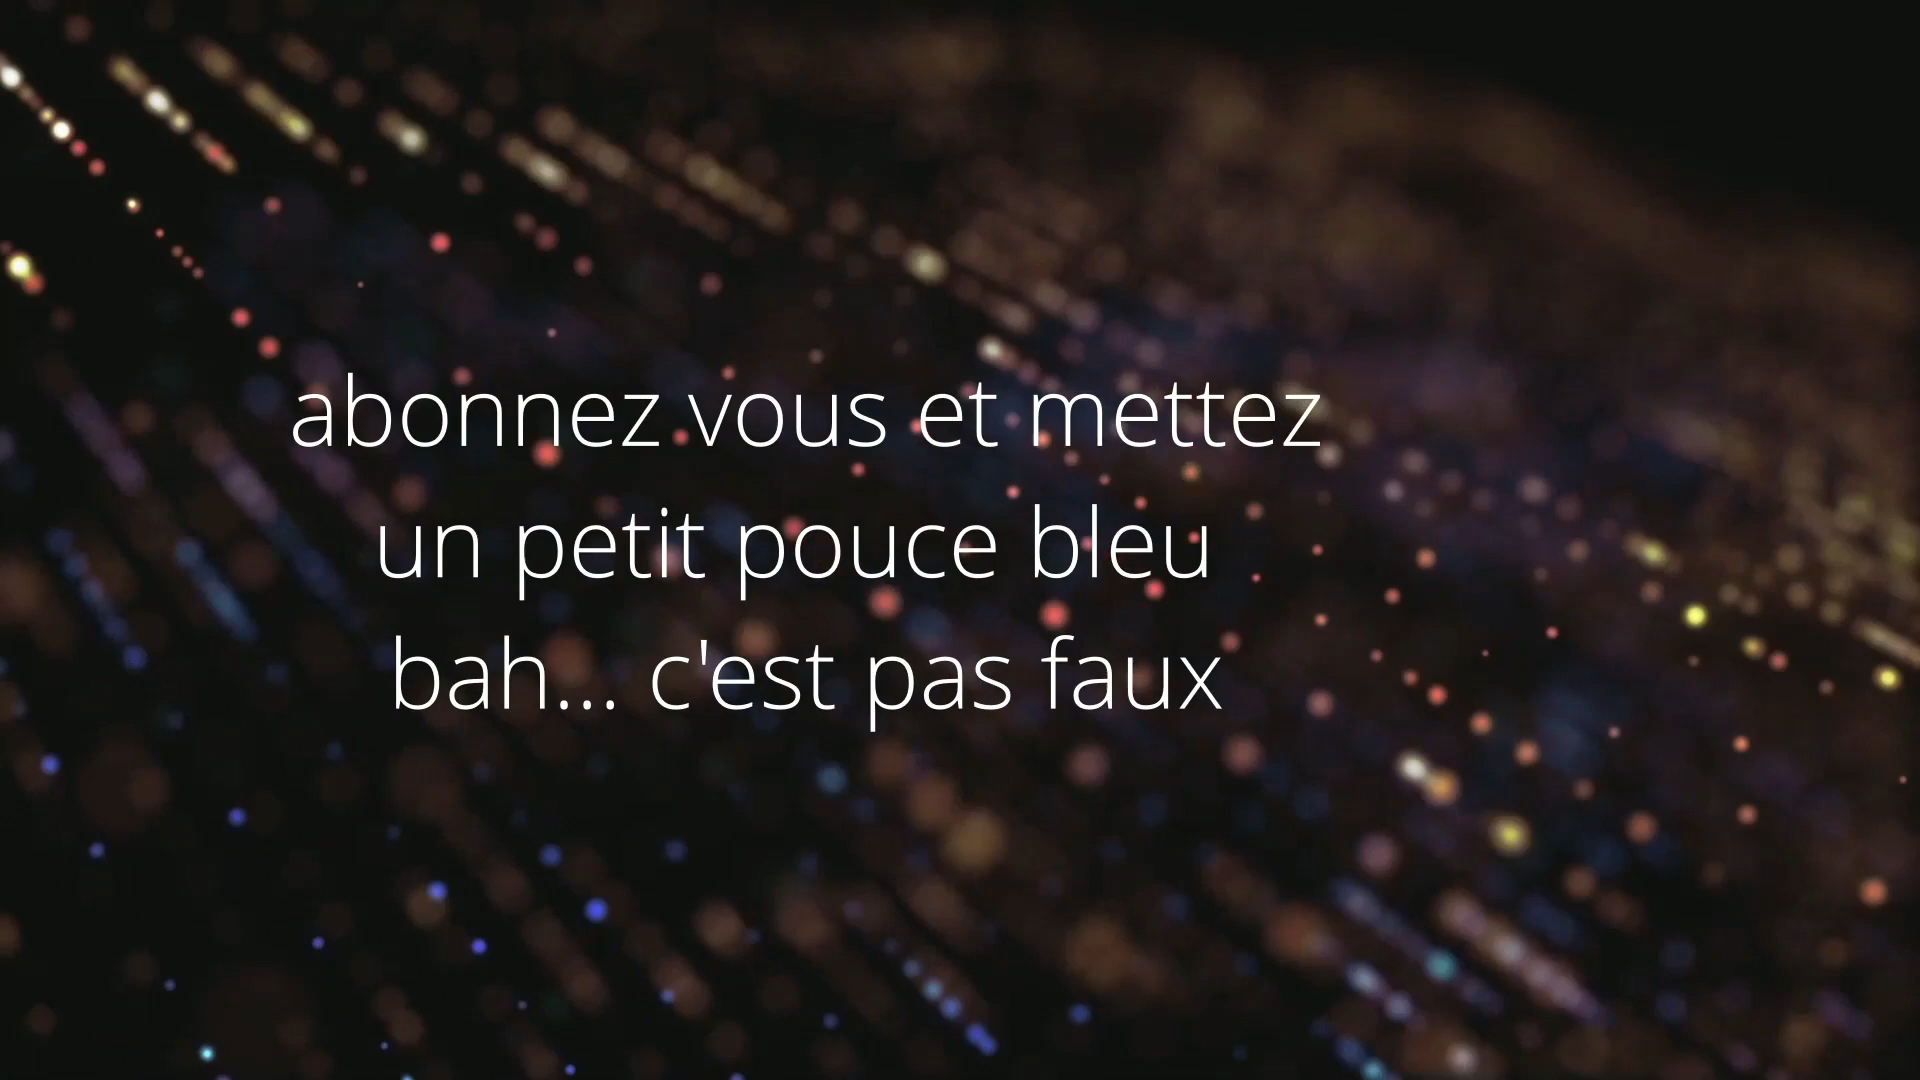 abonnez vous et mettez
un petit pouce bleu
bah... c'est pas faux